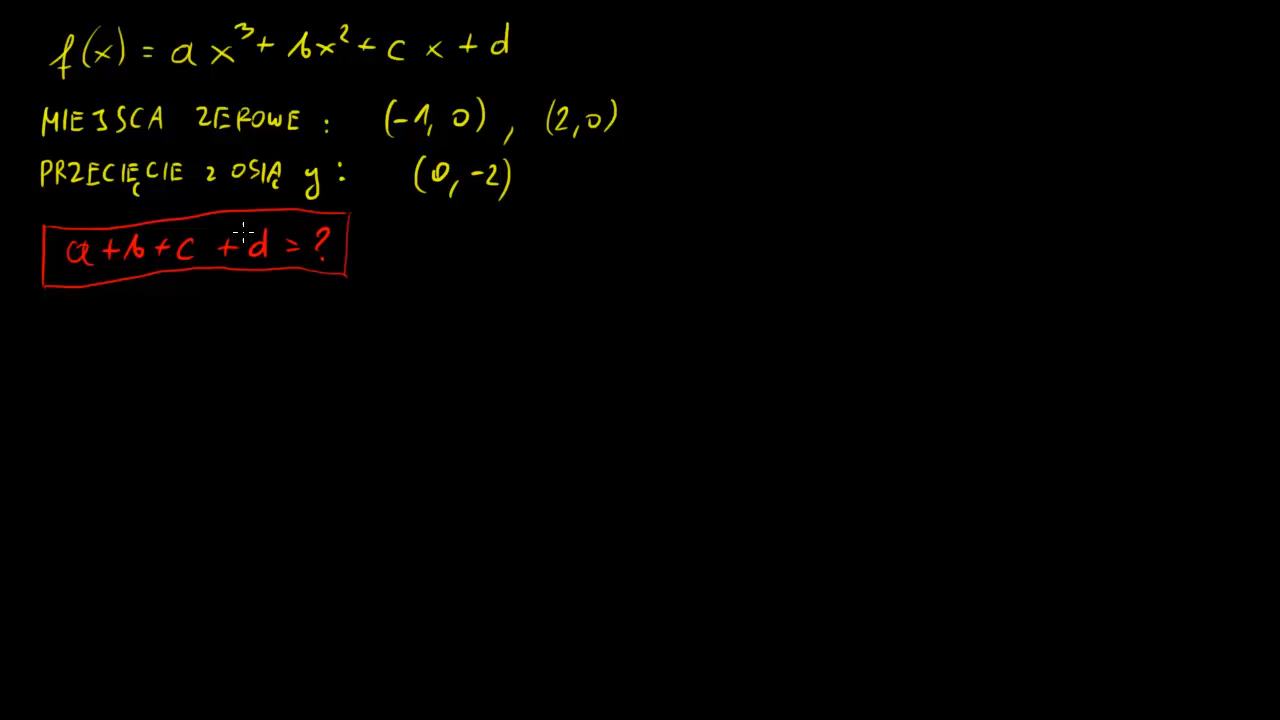 f(x) = ax³ + bx² + cx + d
MIEJSCA ZEROWE : (-1, 0) , (2,0)
PRZECIĘCIE Z OSIĄ y : (0, -2)
a + b + c + d = ?